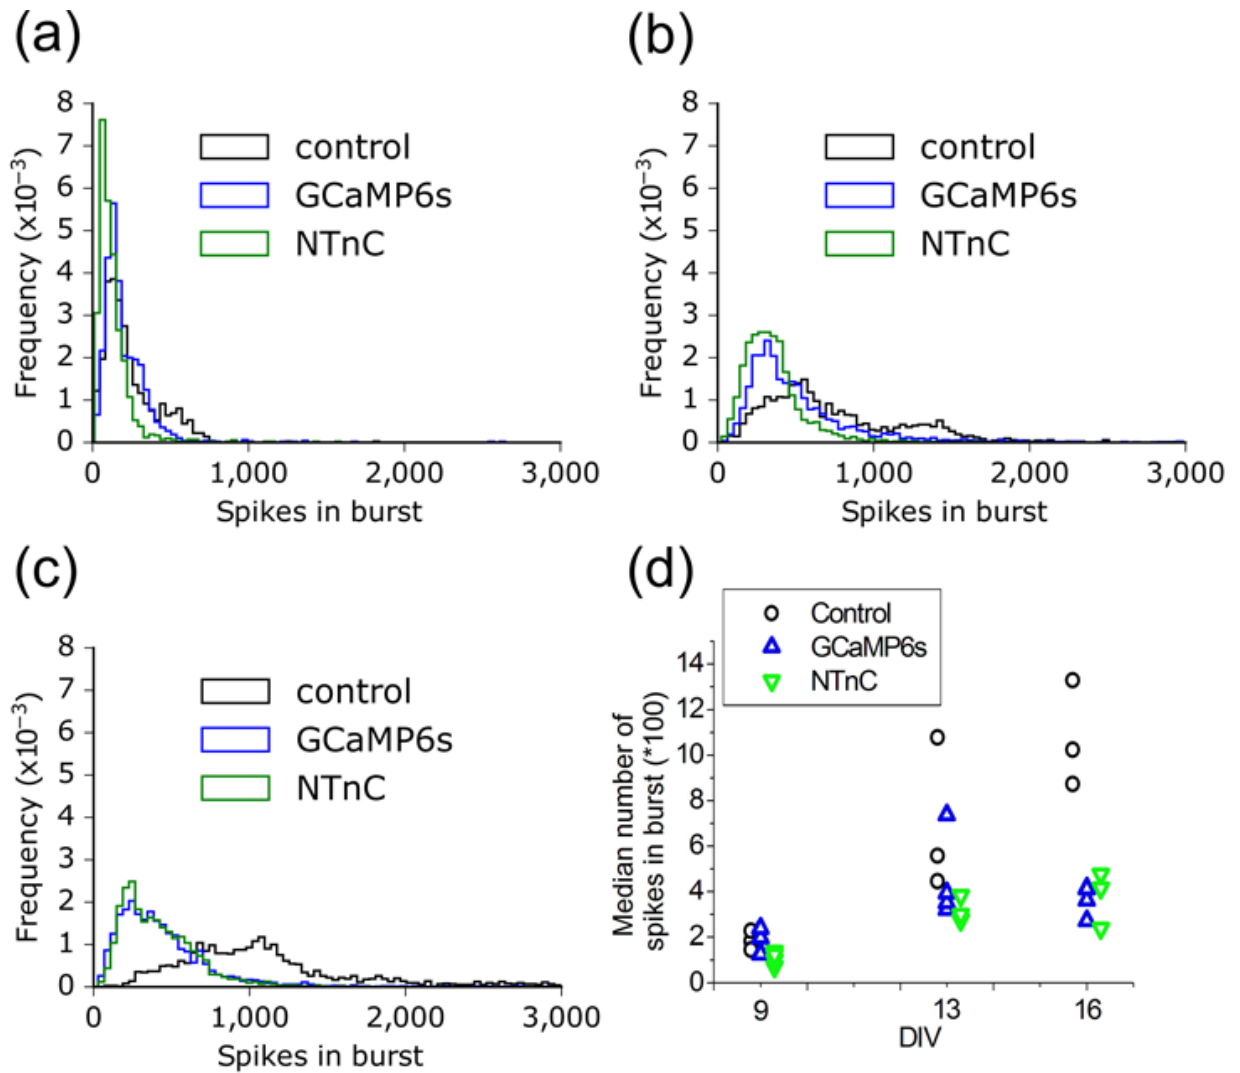 (a)
8
7
6
5
4
3
2
1
0
Frequency (x10⁻³)
control
GCaMP6s
NTnC
0 1,000 2,000 3,000
Spikes in burst
(b)
8
7
6
5
4
3
2
1
0
Frequency (x10⁻³)
control
GCaMP6s
NTnC
0 1,000 2,000 3,000
Spikes in burst
(c)
8
7
6
5
4
3
2
1
0
Frequency (x10⁻³)
control
GCaMP6s
NTnC
0 1,000 2,000 3,000
Spikes in burst
(d)
Control
GCaMP6s
NTnC
14
12
10
8
6
4
2
0
Median number of
spikes in burst (*100)
9 13 16
DIV